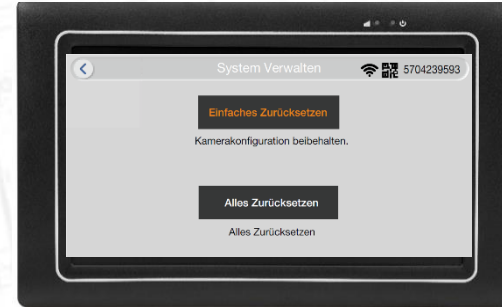 System Verwalten
5704239593
Einfaches Zurücksetzen
Kamerakonfiguration beibehalten.
Alles Zurücksetzen
Alles Zurücksetzen